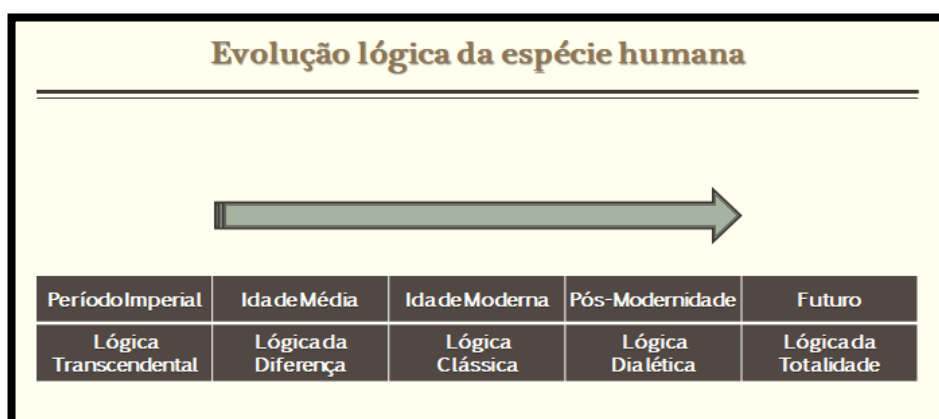 Evolução lógica da espécie humana
Período Imperial
Idade Média
Idade Moderna
Pós-Modernidade
Futuro
Lógica
Transcendental
Lógica da
Diferença
Lógica
Clássica
Lógica
Dialética
Lógica da
Totalidade